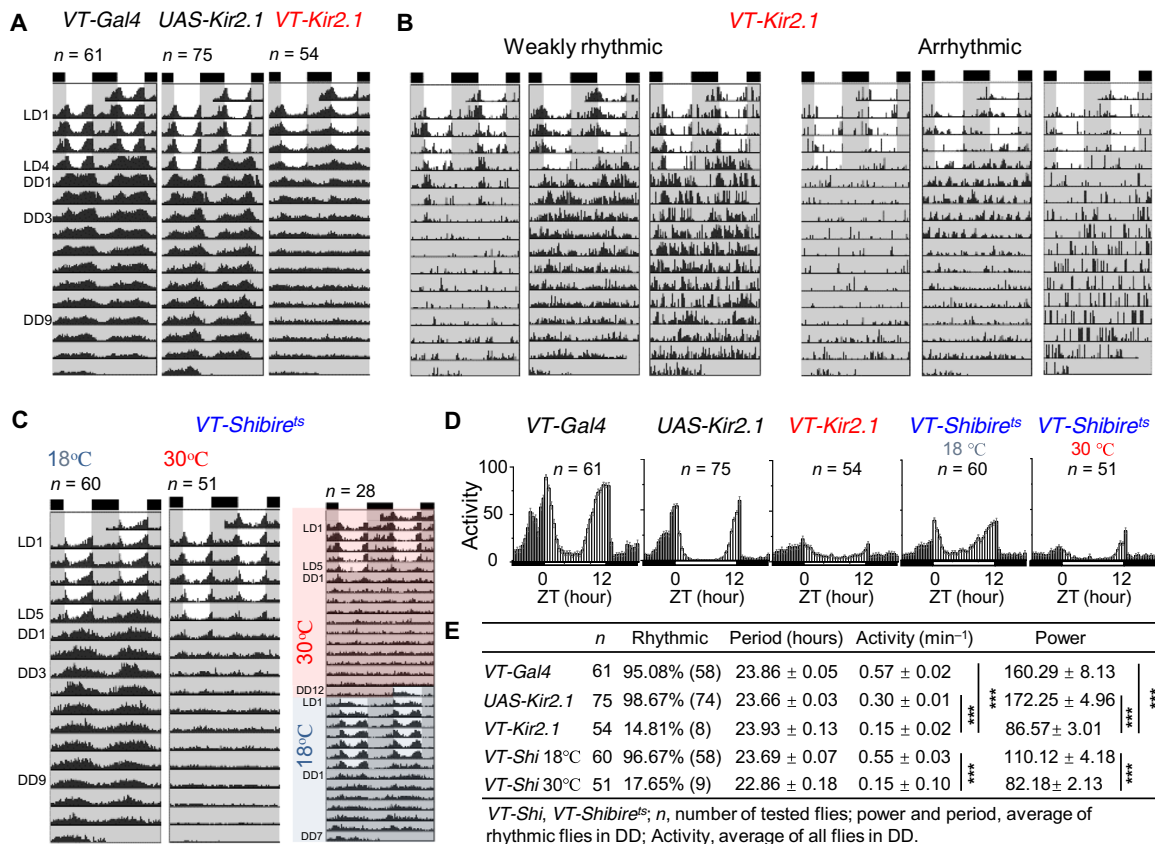 A
VT-Gal4 UAS-Kir2.1 VT-Kir2.1
n = 61 n = 75 n = 54
LD1
LD4
DD1
DD3
DD9
B
VT-Kir2.1
Weakly rhythmic Arrhythmic
C
VT-Shibireᵗˢ
18°C 30°C
n = 60 n = 51 n = 28
LD1
LD5
DD1
DD3
DD9
LD1
LD5
DD1
30°C
DD12
LD1
18°C
DD1
DD7
D
VT-Gal4 UAS-Kir2.1 VT-Kir2.1 VT-Shibireᵗˢ VT-Shibireᵗˢ
18 °C 30 °C
n = 61 n = 75 n = 54 n = 60 n = 51
Activity
100
50
0
0 12 0 12 0 12 0 12 0 12
ZT (hour) ZT (hour) ZT (hour) ZT (hour) ZT (hour)
E
n Rhythmic Period (hours) Activity (min⁻¹) Power
VT-Gal4 61 95.08% (58) 23.86 ± 0.05 0.57 ± 0.02 160.29 ± 8.13
UAS-Kir2.1 75 98.67% (74) 23.66 ± 0.03 0.30 ± 0.01 172.25 ± 4.96
VT-Kir2.1 54 14.81% (8) 23.93 ± 0.13 0.15 ± 0.02 86.57± 3.01
VT-Shi 18°C 60 96.67% (58) 23.69 ± 0.07 0.55 ± 0.03 110.12 ± 4.18
VT-Shi 30°C 51 17.65% (9) 22.86 ± 0.18 0.15 ± 0.10 82.18± 2.13
*** *** *** *** *** ***
VT-Shi, VT-Shibireᵗˢ; n, number of tested flies; power and period, average of
rhythmic flies in DD; Activity, average of all flies in DD.